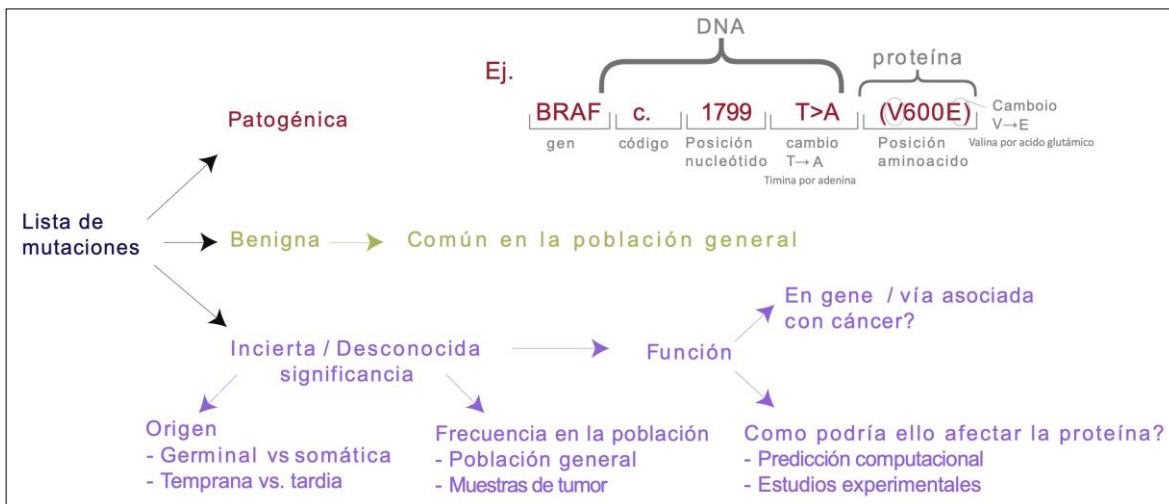 DNA
proteína
Ej.
BRAF c. 1799 T>A (V600E)
gen
código
Posición
nucleótido
cambio
T→ A
Timina por adenina
Posición
aminoacido
Camboio
V→E
Valina por acido glutámico
Patogénica
Lista de
mutaciones
Benigna
Común en la población general
Incierta / Desconocida
significancia
Función
En gene / vía asociada
con cáncer?
Origen
- Germinal vs somática
- Temprana vs. tardia
Frecuencia en la población
- Población general
- Muestras de tumor
Como podría ello afectar la proteína?
- Predicción computacional
- Estudios experimentales